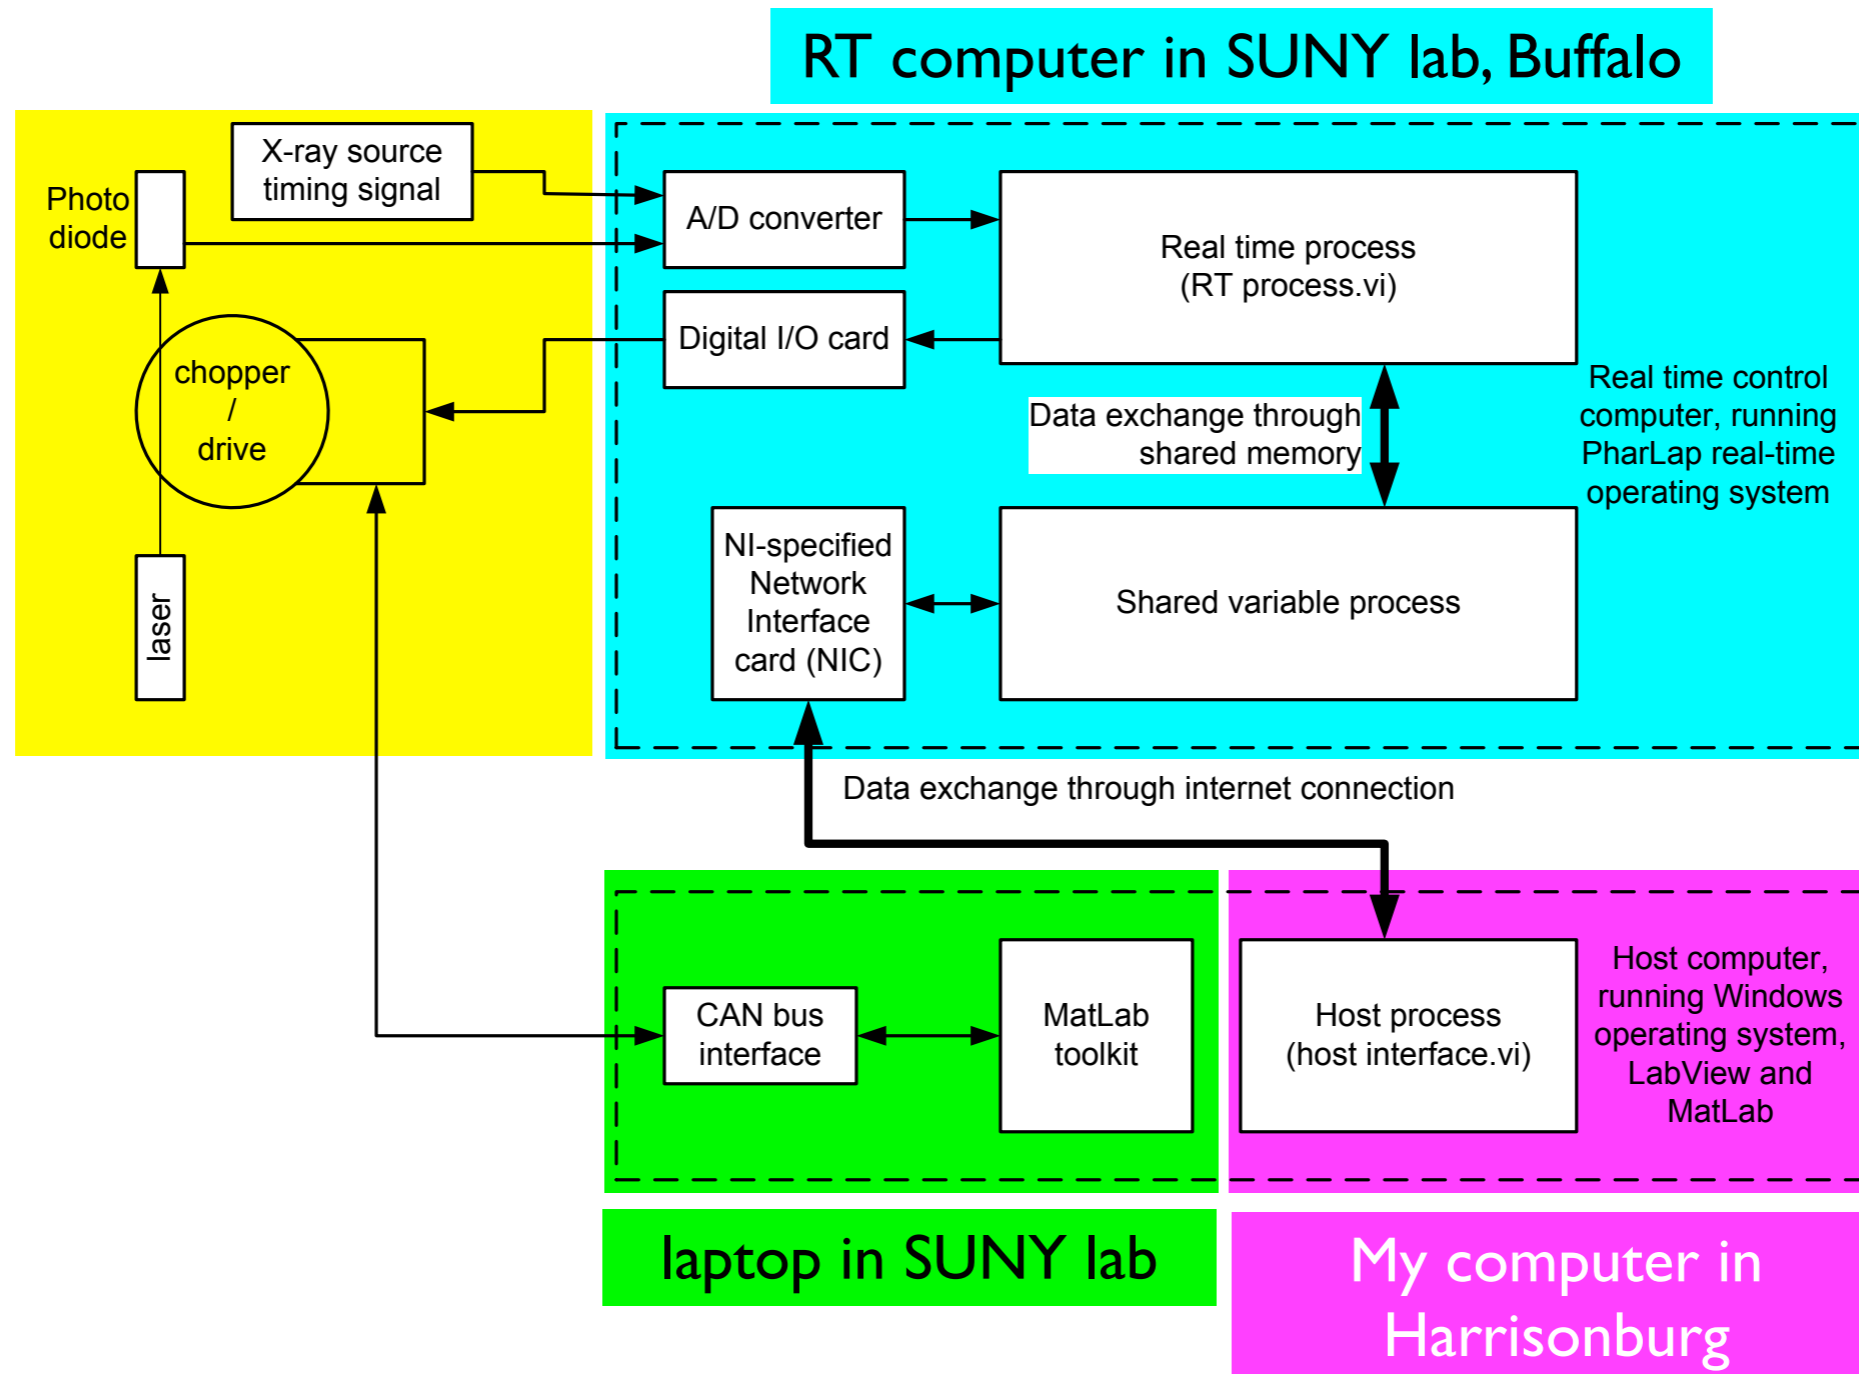 RT computer in SUNY lab, Buffalo
X-ray source
timing signal
Photo
diode
chopper
/
drive
laser
A/D converter
Digital I/O card
Real time process
(RT process.vi)
Data exchange through
shared memory
Real time control
computer, running
PharLap real-time
operating system
NI-specified
Network
Interface
card (NIC)
Shared variable process
Data exchange through internet connection
CAN bus
interface
MatLab
toolkit
Host process
(host interface.vi)
Host computer,
running Windows
operating system,
LabView and
MatLab
laptop in SUNY lab
My computer in
Harrisonburg